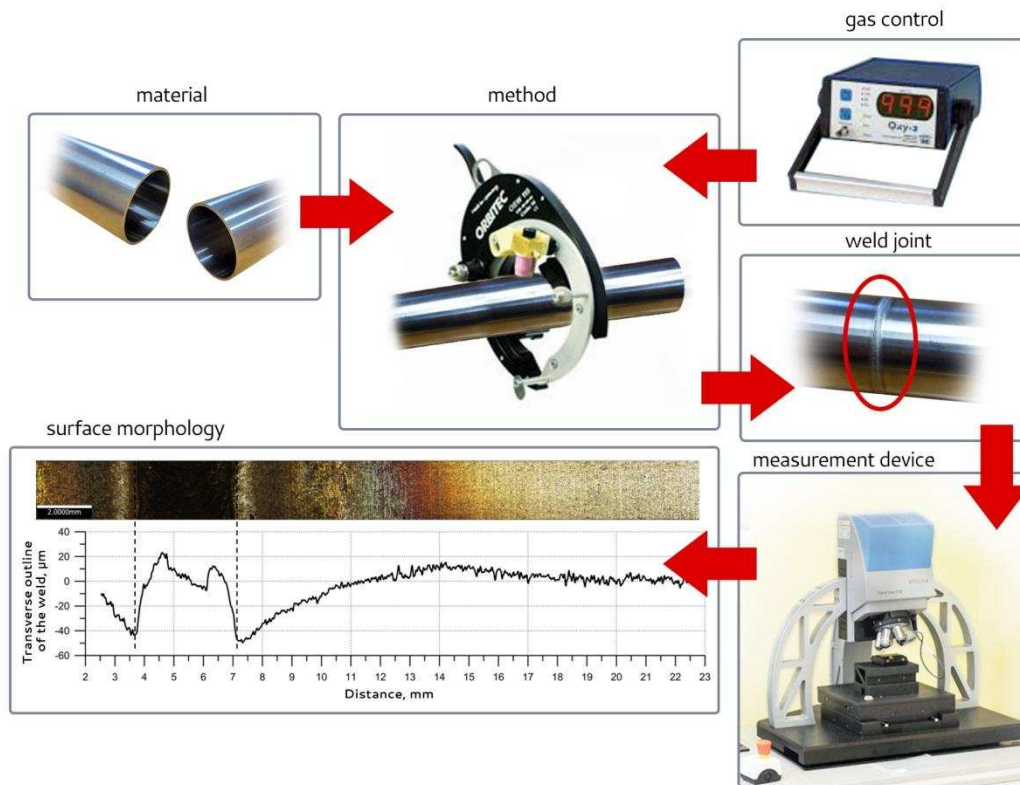 gas control
material
method
999
Oxy-2
ORBITEC
weld joint
surface morphology
measurement device
2.0000mm
Transverse outline
of the weld, µm
40
20
0
-20
-40
-60
2 3 4 5 6 7 8 9 10 11 12 13 14 15 16 17 18 19 20 21 22 23
Distance, mm